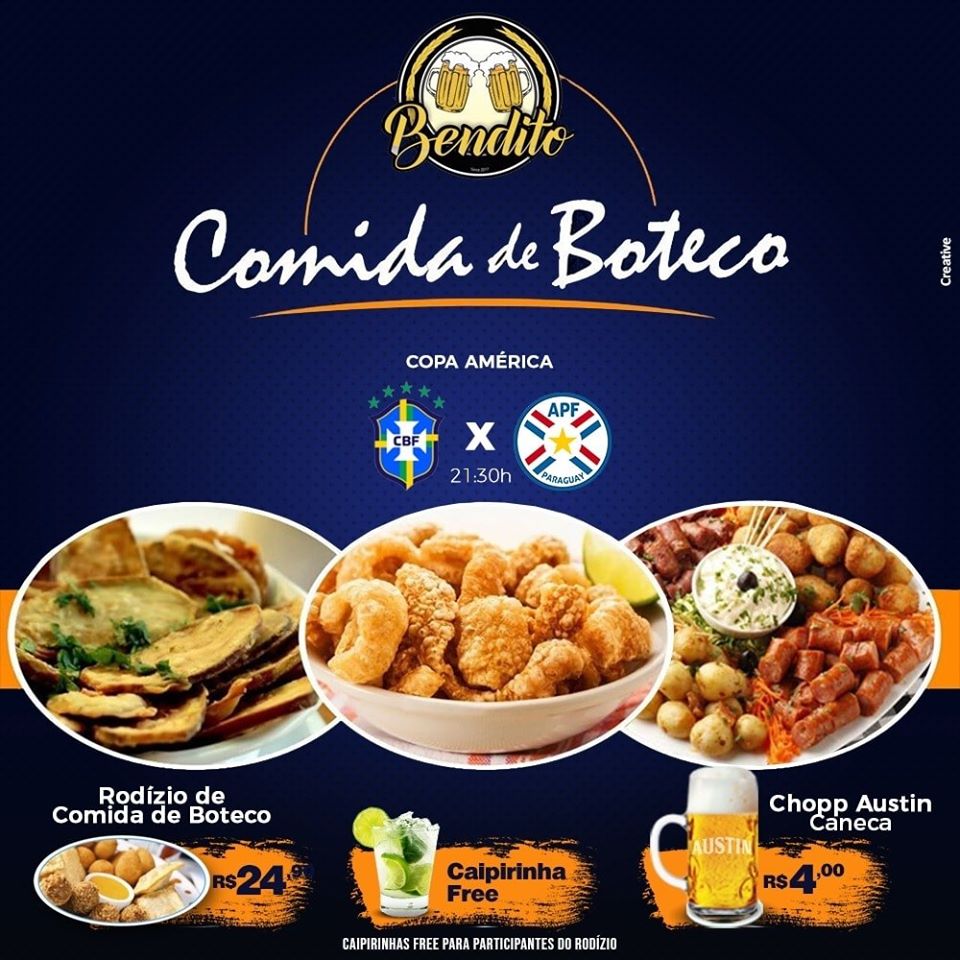 Bendito
Since 2017
Comida de Boteco
Creative
COPA AMÉRICA
CBF
X
21:30h
APF
PARAGUAY
Rodízio de
Comida de Boteco
R$24,99
Caipirinha
Free
AUSTIN
Chopp Austin
Caneca
R$4,00
CAIPIRINHAS FREE PARA PARTICIPANTES DO RODÍZIO